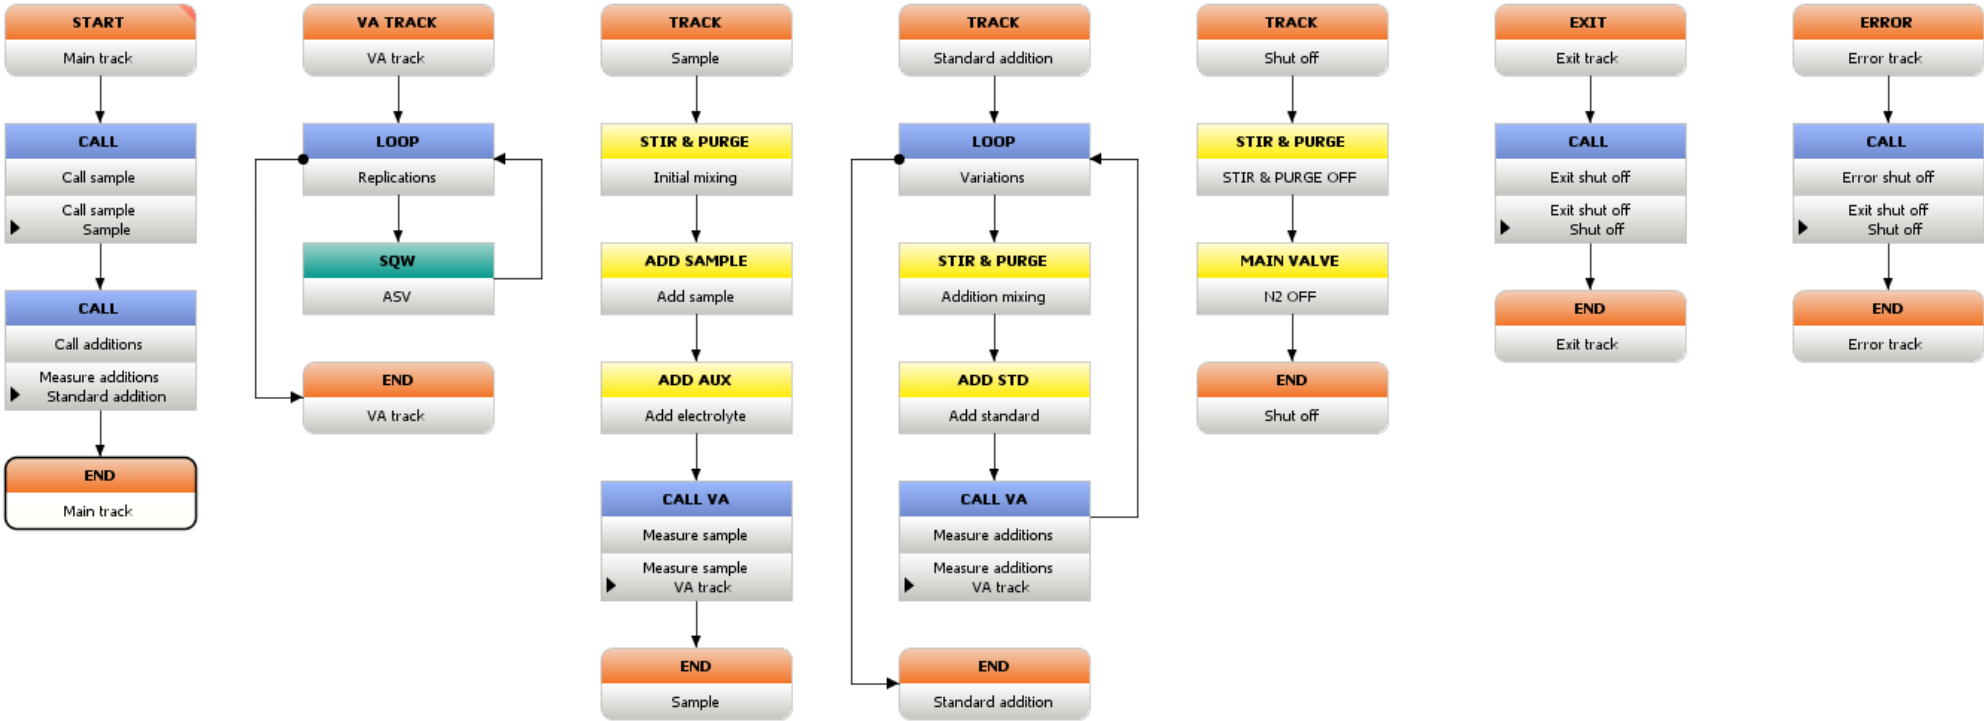 START
Main track
CALL
Call sample
Call sample
Sample
CALL
Call additions
Measure additions
Standard addition
END
Main track
VA TRACK
VA track
LOOP
Replications
SQW
ASV
END
VA track
TRACK
Sample
STIR & PURGE
Initial mixing
ADD SAMPLE
Add sample
ADD AUX
Add electrolyte
CALL VA
Measure sample
Measure sample
VA track
END
Sample
TRACK
Standard addition
LOOP
Variations
STIR & PURGE
Addition mixing
ADD STD
Add standard
CALL VA
Measure additions
Measure additions
VA track
END
Standard addition
TRACK
Shut off
STIR & PURGE
STIR & PURGE OFF
MAIN VALVE
N2 OFF
END
Shut off
EXIT
Exit track
CALL
Exit shut off
Exit shut off
Shut off
END
Exit track
ERROR
Error track
CALL
Error shut off
Exit shut off
Shut off
END
Error track